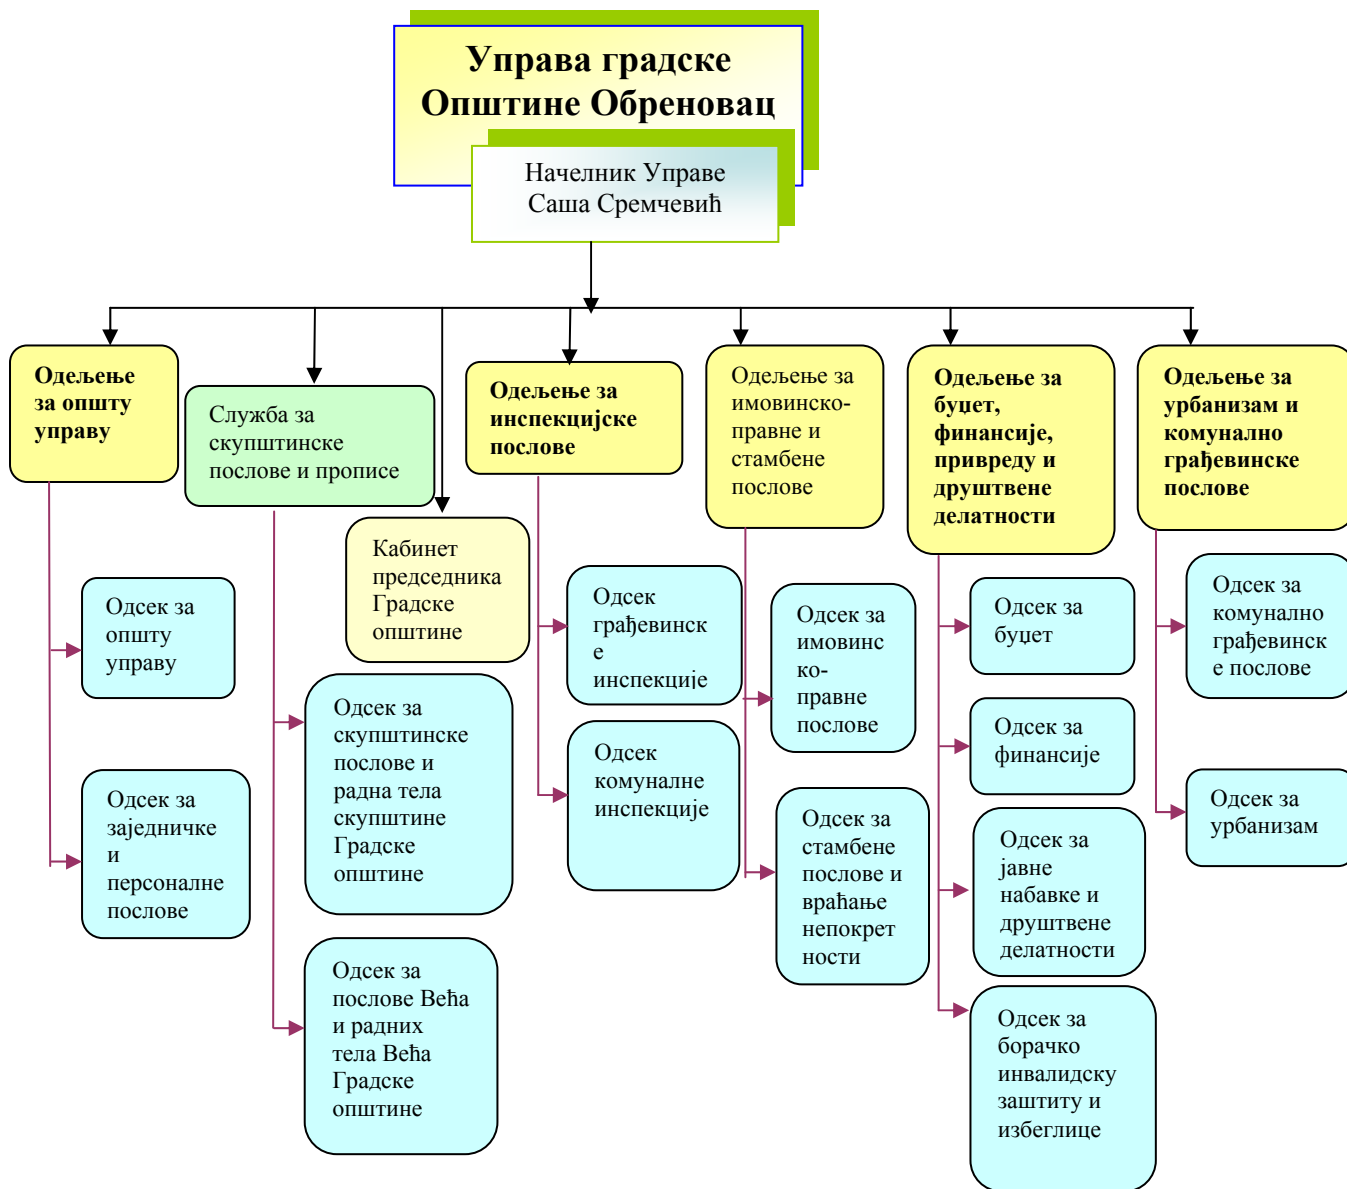 Управа градске
Општине Обреновац
Начелник Управе
Саша Сремчевић
Одељење
за општу
управу
Служба за
скупштинске
послове и прописе
Кабинет
председника
Градске
општине
Одељење за
инспекцијске
послове
Одељење за
имовинско-
правне и
стамбене
послове
Одељење за
буџет,
финансије,
привреду и
друштвене
делатности
Одељење за
урбанизам и
комунално
грађевинске
послове
Одсек за
општу
управу
Одсек за
заједничке
и
персоналне
послове
Одсек за
скупштинске
послове и
радна тела
скупштине
Градске
општине
Одсек за
послове Већа
и радних
тела Већа
Градске
општине
Одсек
грађевинск
е
инспекције
Одсек
комуналне
инспекције
Одсек за
имовинс
ко-
правне
послове
Одсек за
стамбене
послове и
враћање
непокрет
ности
Одсек за
буџет
Одсек за
финансије
Одсек за
јавне
набавке и
друштвене
делатности
Одсек за
борачко
инвалидску
заштиту и
избеглице
Одсек за
комунално
грађевинск
е послове
Одсек за
урбанизам